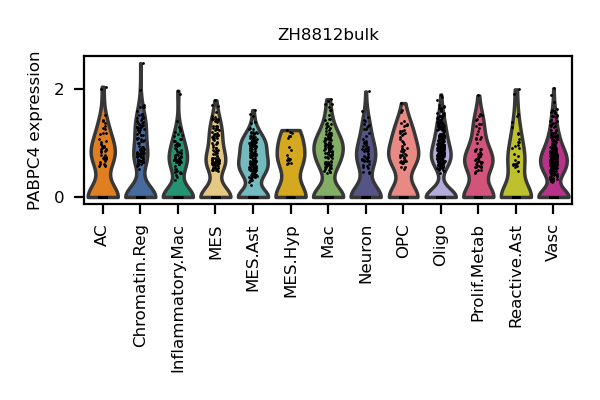 ZH8812bulk
PABPC4 expression
2
0
AC
Chromatin.Reg
Inflammatory.Mac
MES
MES.Ast
MES.Hyp
Mac
Neuron
OPC
Oligo
Prolif.Metab
Reactive.Ast
Vasc